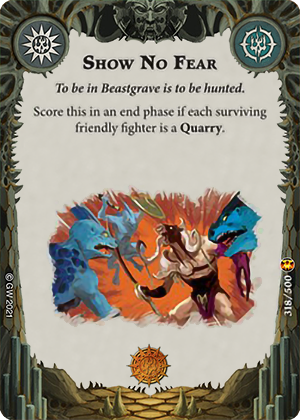 SHOW NO FEAR
To be in Beastgrave is to be hunted.
Score this in an end phase if each surviving
friendly fighter is a Quarry.
© GW 2021
318/500